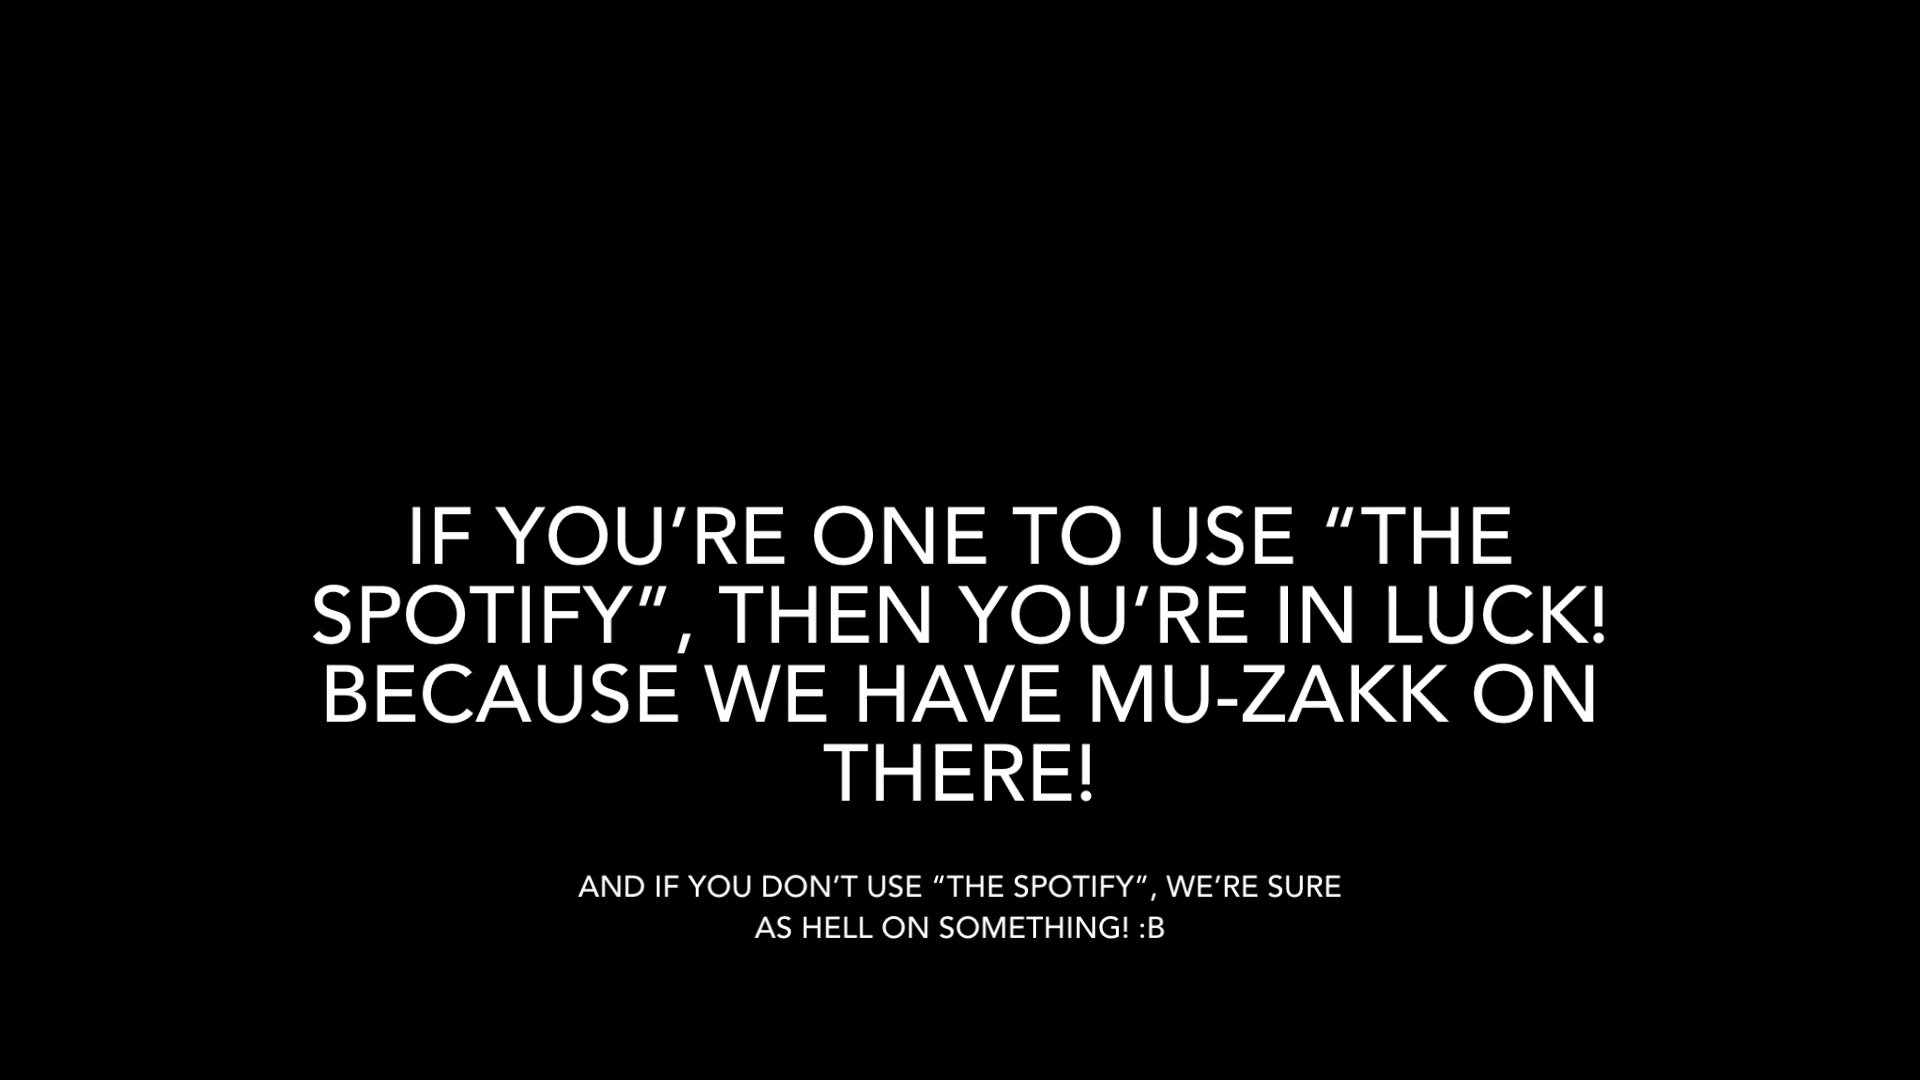 IF YOU’RE ONE TO USE “THE
SPOTIFY”, THEN YOU’RE IN LUCK!
BECAUSE WE HAVE MU-ZAKK ON
THERE!
AND IF YOU DON’T USE “THE SPOTIFY”, WE’RE SURE
AS HELL ON SOMETHING! :B